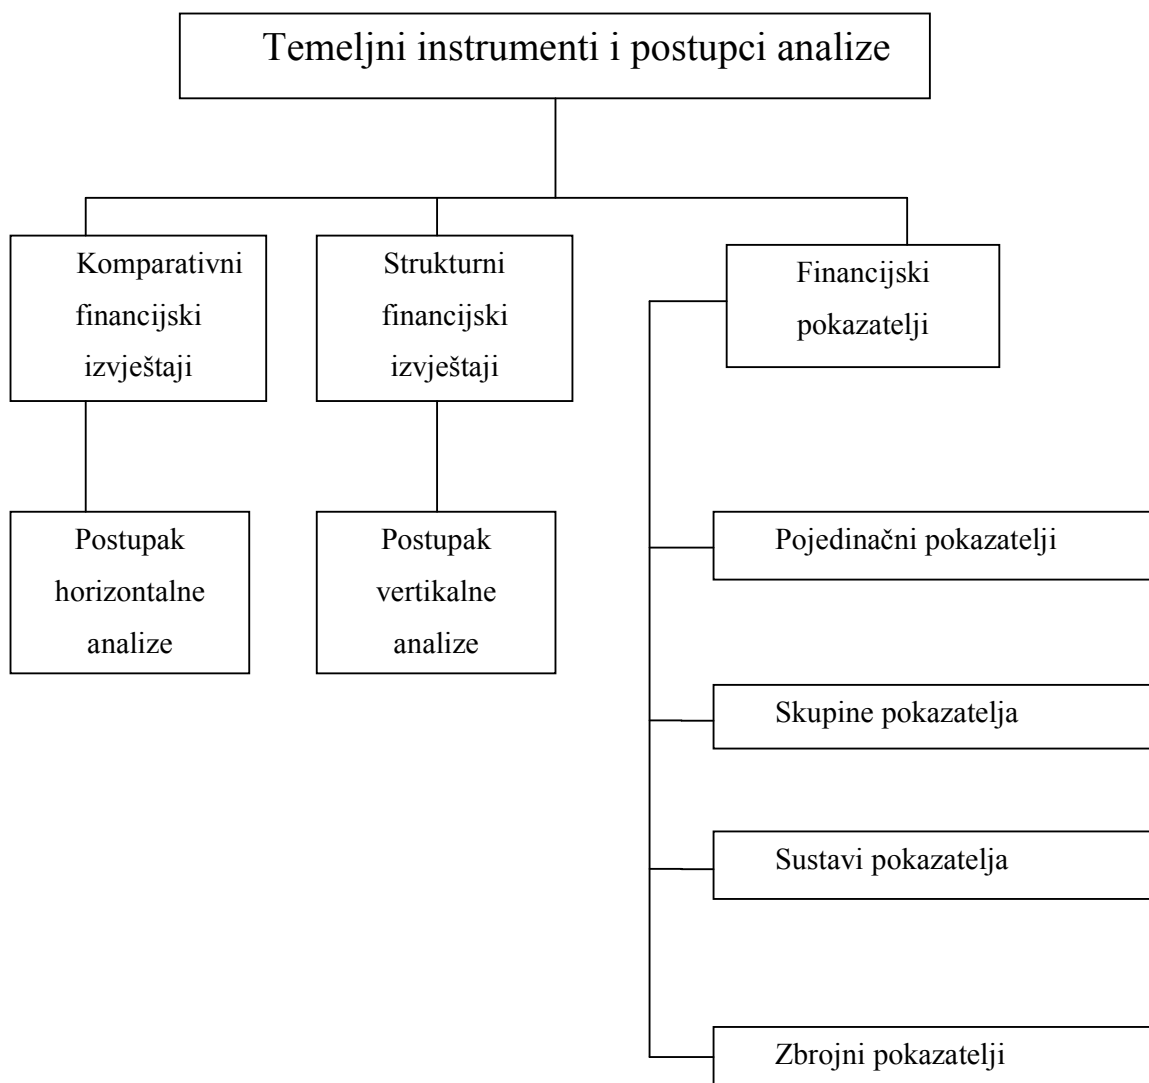 Temeljni instrumenti i postupci analize
Komparativni
financijski
izvještaji
Strukturni
financijski
izvještaji
Financijski
pokazatelji
Postupak
horizontalne
analize
Postupak
vertikalne
analize
Pojedinačni pokazatelji
Skupine pokazatelja
Sustavi pokazatelja
Zbrojni pokazatelji